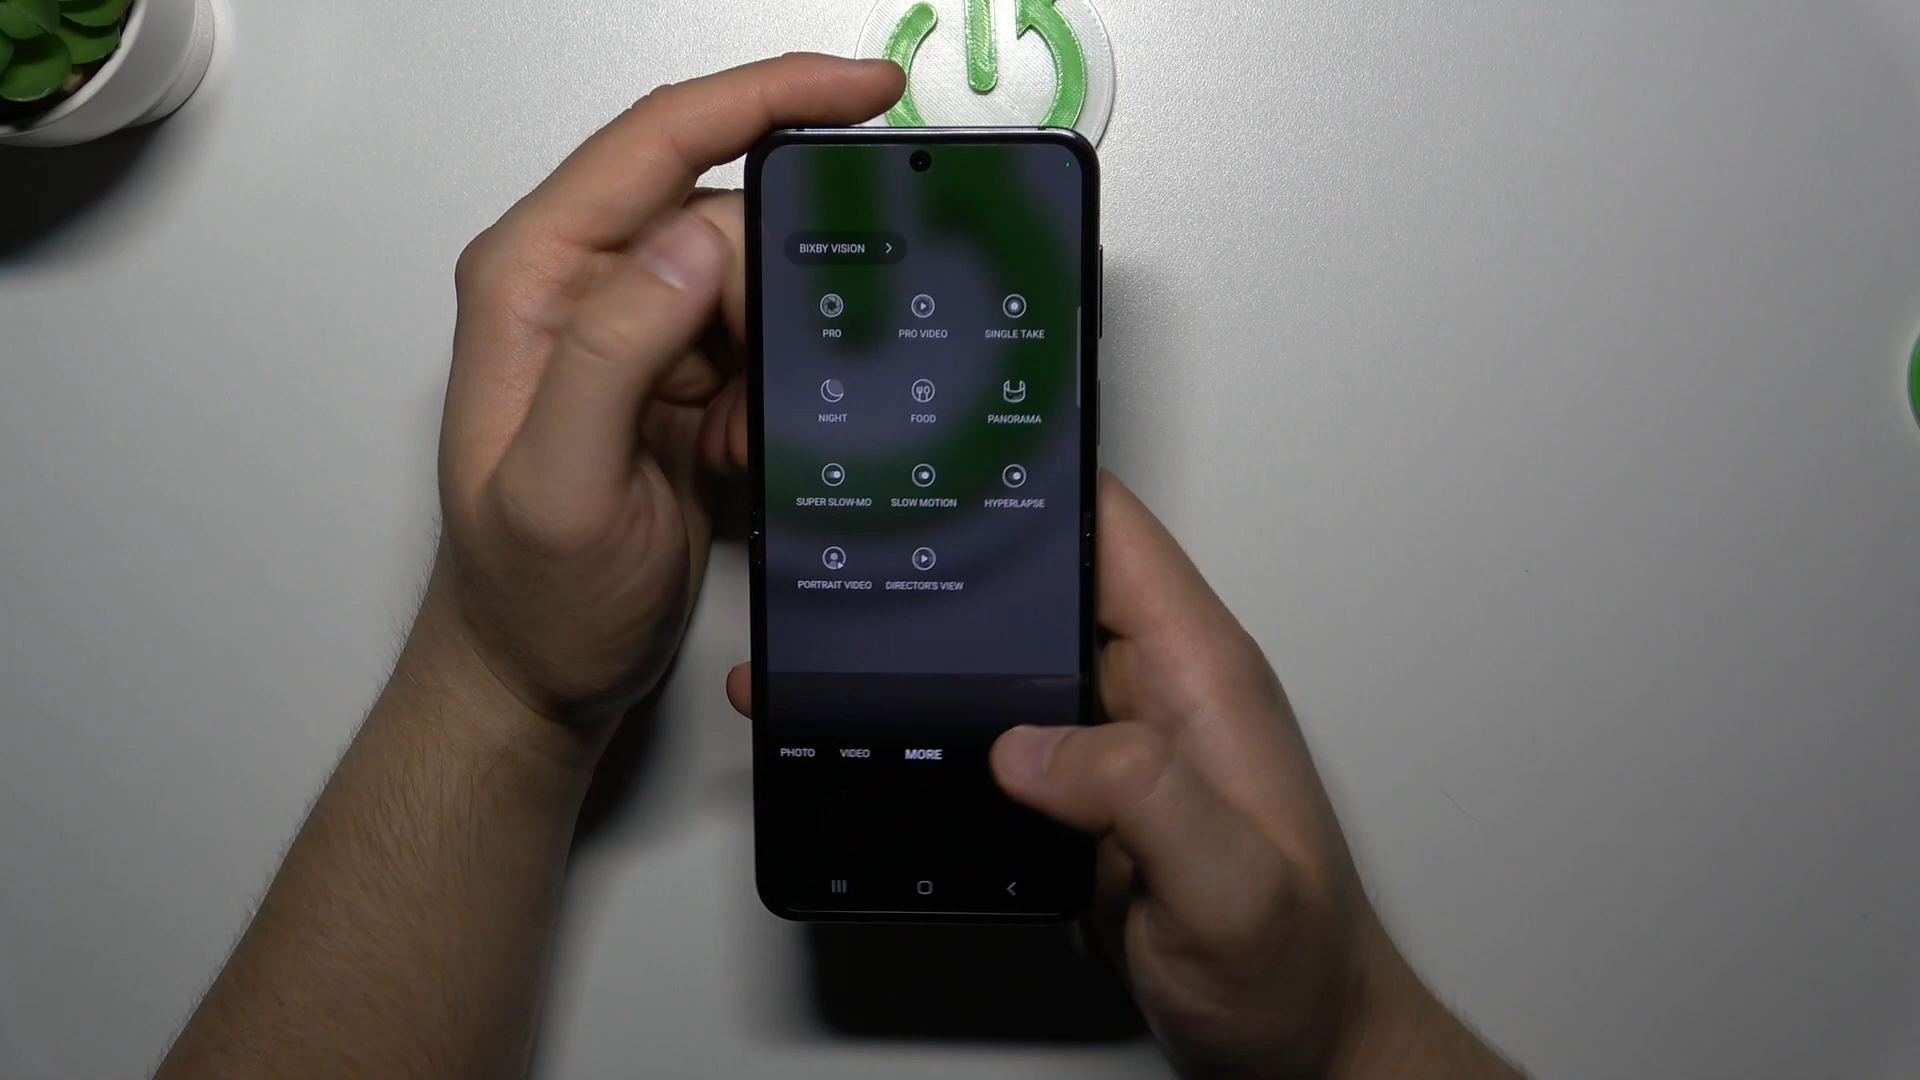 BIXBY VISION
PRO PRO VIDEO SINGLE TAKE
NIGHT FOOD PANORAMA
SUPER SLOW-MO SLOW MOTION HYPERLAPSE
PORTRAIT VIDEO DIRECTOR'S VIEW
PHOTO VIDEO MORE